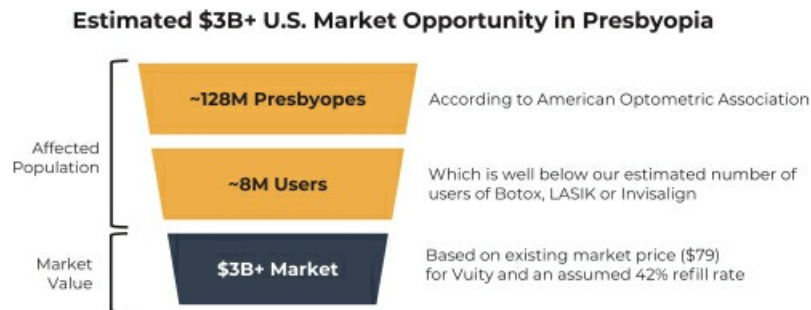 Estimated $3B+ U.S. Market Opportunity in Presbyopia
Affected
Population
~128M Presbyopes
According to American Optometric Association
~8M Users
Which is well below our estimated number of
users of Botox, LASIK or Invisalign
Market
Value
$3B+ Market
Based on existing market price ($79)
for Vuity and an assumed 42% refill rate